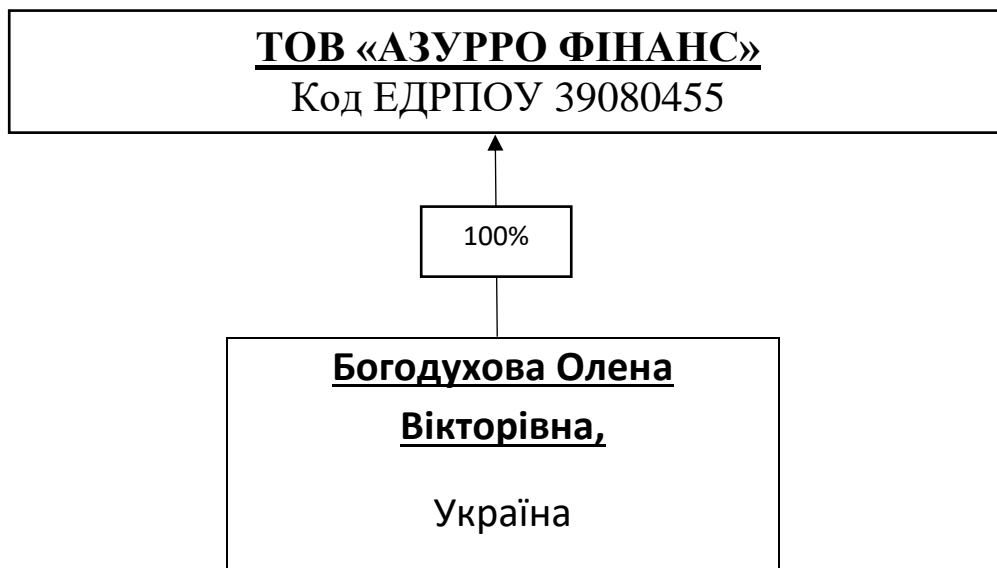 ТОВ «АЗУРРО ФІНАНС»
Код ЕДРПОУ 39080455
100%
Богодухова Олена
Вікторівна,
Україна